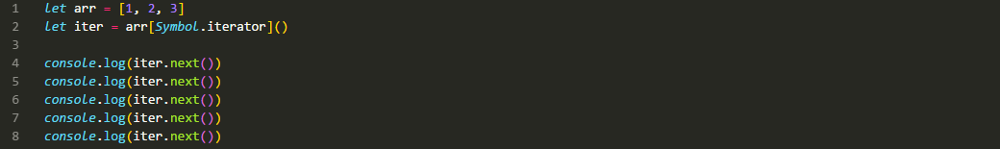 1 let arr = [1, 2, 3]
2 let iter = arr[Symbol.iterator]()
3
4 console.log(iter.next())
5 console.log(iter.next())
6 console.log(iter.next())
7 console.log(iter.next())
8 console.log(iter.next())